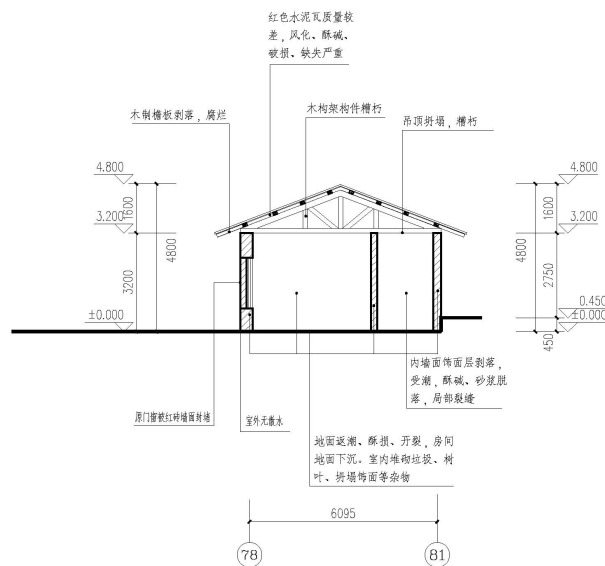 红色水泥瓦质量较
差，风化、酥碱、
破损、缺失严重
木制檐板剥落，腐烂
木构架构件糟朽
吊顶坍塌，糟朽
4.800
4.800
1600
1600
3.200
3.200
4800
4800
3200
2750
0.450
±0.000
±0.000
450
内墙面饰面层剥落，
受潮，酥碱、砂浆脱
落，局部裂缝
原门窗被红砖墙面封堵
室外无散水
地面返潮、酥损、开裂，房间
地面下沉。室内堆砌垃圾、树
叶、坍塌饰面等杂物
6095
78
81